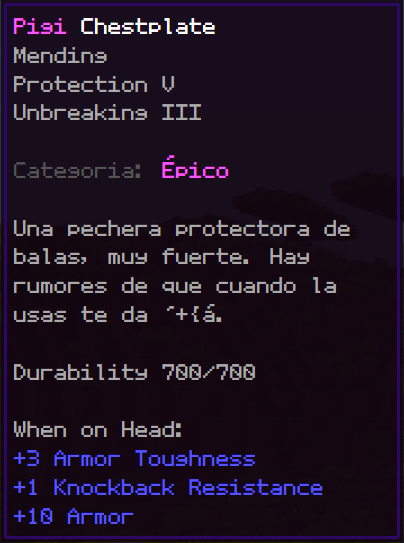 Pigi Chestplate
Mending
Protection V
Unbreaking III
Categoria: Épico
Una pechera protectora de
balas, muy fuerte. Hay
rumores de que cuando la
usas te da ´+{á.
Durability 700/700
When on Head:
+3 Armor Toughness
+1 Knockback Resistance
+10 Armor